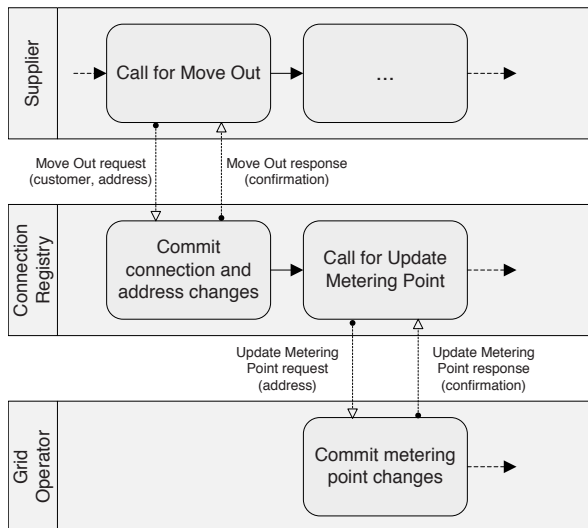 Supplier
Call for Move Out
...
Move Out request
(customer, address)
Move Out response
(confirmation)
Connection
Registry
Commit
connection and
address changes
Call for Update
Metering Point
Update Metering
Point request
(address)
Update Metering
Point response
(confirmation)
Grid
Operator
Commit metering
point changes